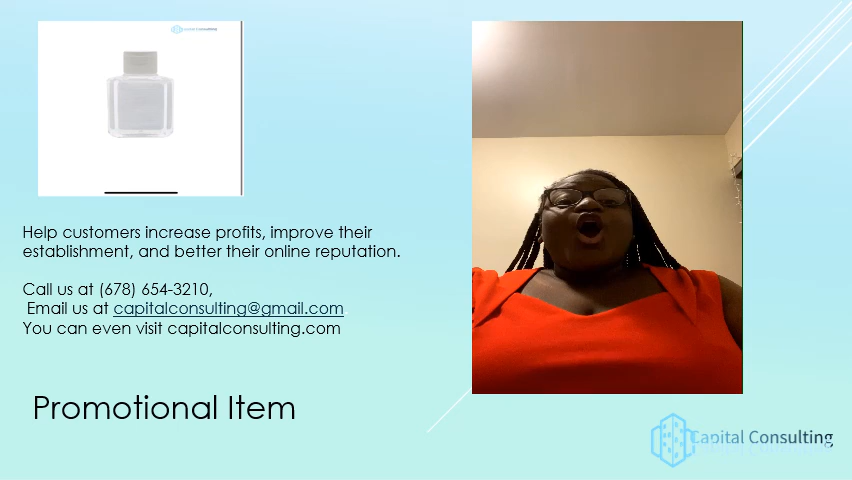 Capital Consulting
Help customers increase profits, improve their
establishment, and better their online reputation.
Call us at (678) 654-3210,
Email us at capitalconsulting@gmail.com
You can even visit capitalconsulting.com
Promotional Item
Capital Consulting